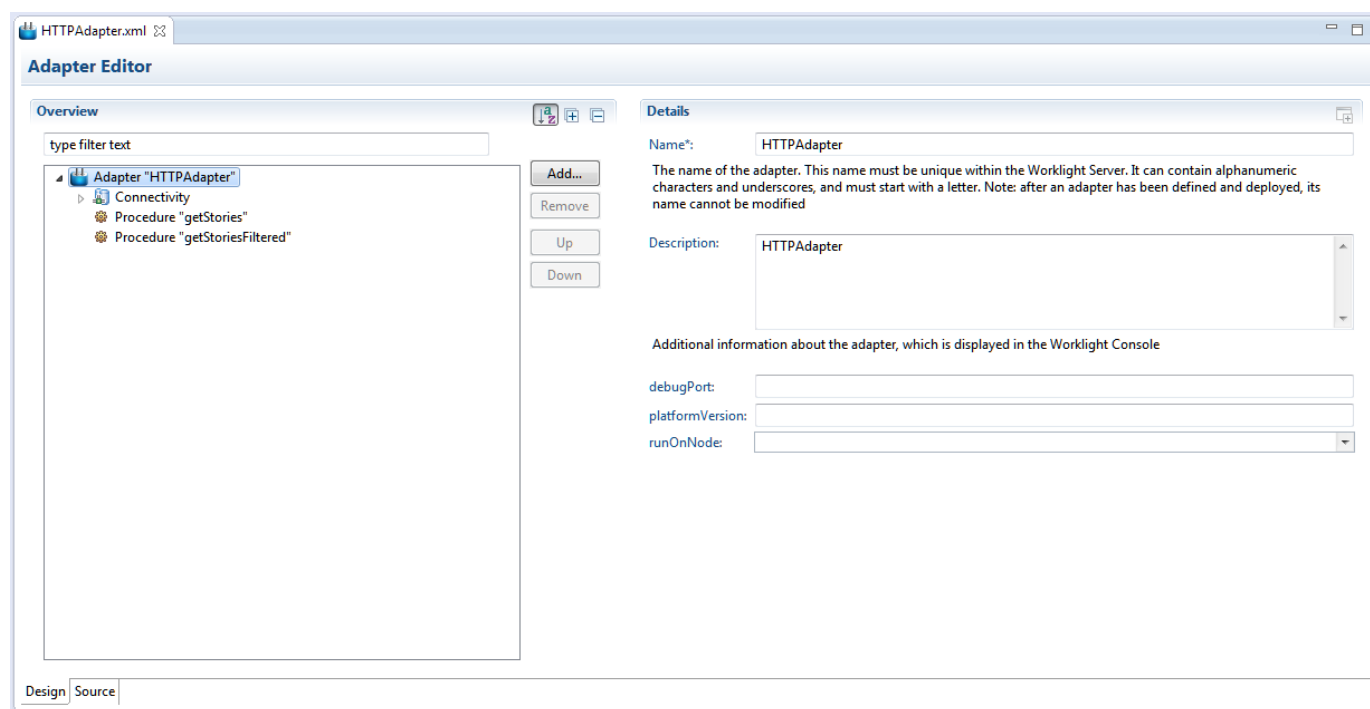 HTTPAdapter.xml
Adapter Editor
Overview
type filter text
Adapter "HTTPAdapter"
Connectivity
Procedure "getStories"
Procedure "getStoriesFiltered"
Add...
Remove
Up
Down
Details
Name*: HTTPAdapter
The name of the adapter. This name must be unique within the Worklight Server. It can contain alphanumeric
characters and underscores, and must start with a letter. Note: after an adapter has been defined and deployed, its
name cannot be modified
Description: HTTPAdapter
Additional information about the adapter, which is displayed in the Worklight Console
debugPort:
platformVersion:
runOnNode:
Design Source